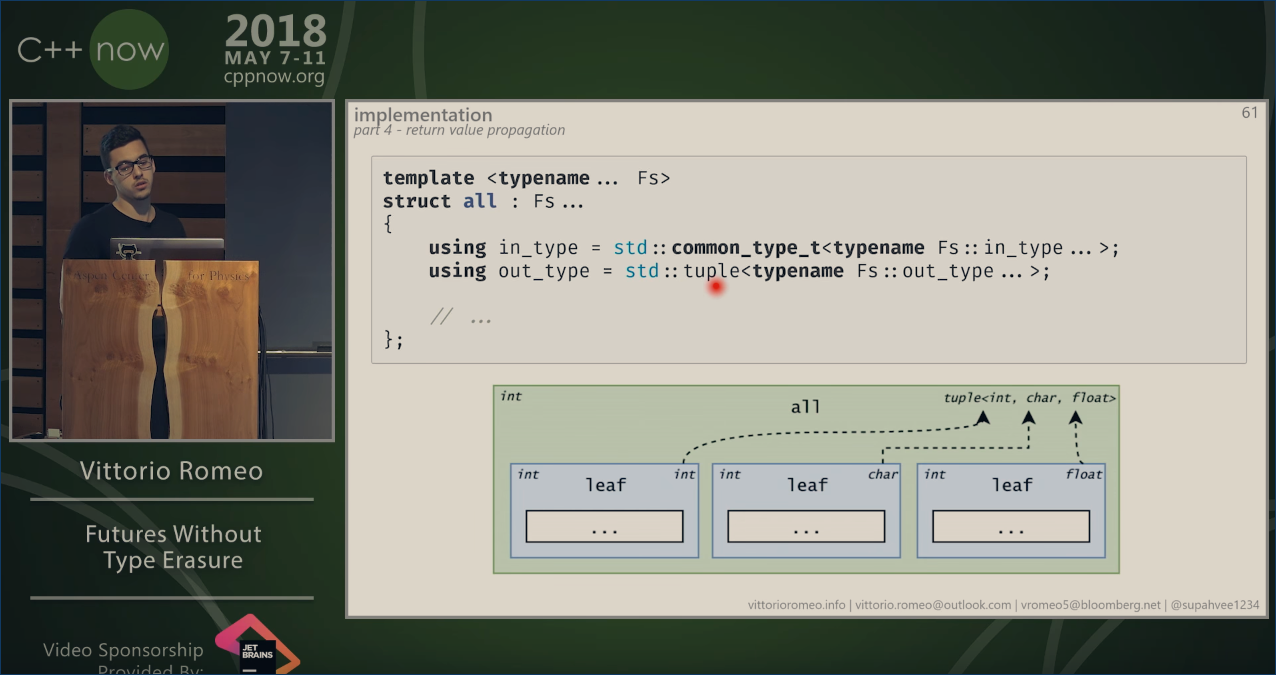 C++ now
2018
MAY 7-11
cppnow.org
Aspen Center for Physics
Vittorio Romeo
Futures Without
Type Erasure
Video Sponsorship
Provided By:
JET
BRAINS
implementation
61
part 4 - return value propagation
template <typename... Fs>
struct all : Fs...
{
using in_type = std::common_type_t<typename Fs::in_type...>;
using out_type = std::tuple<typename Fs::out_type...>;
// ...
};
int
all
tuple<int, char, float>
int
leaf
int
...
int
leaf
char
...
int
leaf
float
...
vittorioromeo.info | vittorio.romeo@outlook.com | vromeo5@bloomberg.net | @supahvee1234